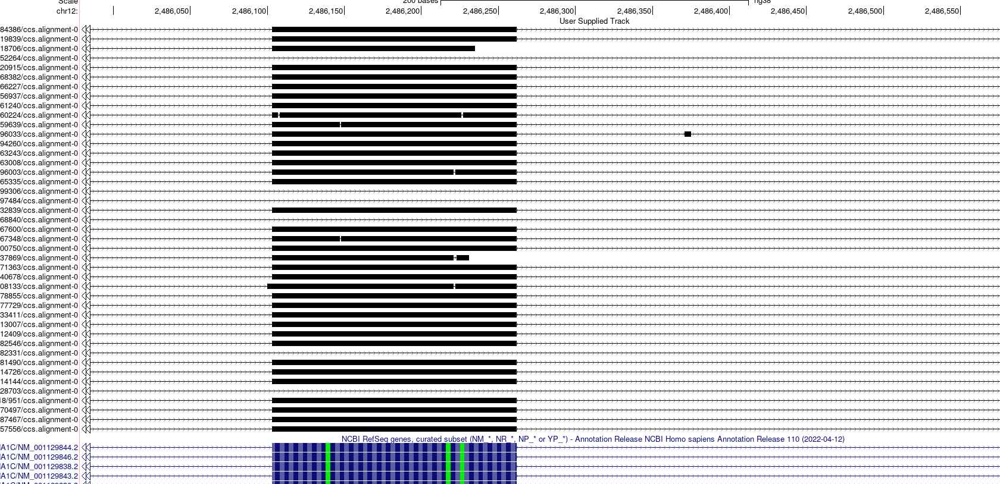 Scale 200 bases hg38
chr12: 2,486,050 2,486,100 2,486,150 2,486,200 2,486,250 2,486,300 2,486,350 2,486,400 2,486,450 2,486,500 2,486,550
User Supplied Track
84386/ccs.alignment-0
19839/ccs.alignment-0
18706/ccs.alignment-0
52264/ccs.alignment-0
20915/ccs.alignment-0
68382/ccs.alignment-0
66227/ccs.alignment-0
56937/ccs.alignment-0
61240/ccs.alignment-0
60224/ccs.alignment-0
59639/ccs.alignment-0
96033/ccs.alignment-0
94260/ccs.alignment-0
63243/ccs.alignment-0
63008/ccs.alignment-0
96003/ccs.alignment-0
65335/ccs.alignment-0
99306/ccs.alignment-0
97484/ccs.alignment-0
32839/ccs.alignment-0
68840/ccs.alignment-0
67600/ccs.alignment-0
67348/ccs.alignment-0
00750/ccs.alignment-0
37869/ccs.alignment-0
71363/ccs.alignment-0
40678/ccs.alignment-0
08133/ccs.alignment-0
78855/ccs.alignment-0
77729/ccs.alignment-0
33411/ccs.alignment-0
13007/ccs.alignment-0
12409/ccs.alignment-0
82546/ccs.alignment-0
82331/ccs.alignment-0
81490/ccs.alignment-0
14726/ccs.alignment-0
14144/ccs.alignment-0
28703/ccs.alignment-0
8/951/ccs.alignment-0
70497/ccs.alignment-0
87467/ccs.alignment-0
57556/ccs.alignment-0
NCBI RefSeq genes, curated subset (NM_*, NR_*, NP_* or YP_*) - Annotation Release NCBI Homo sapiens Annotation Release 110 (2022-04-12)
A1C/NM_001129844.2
A1C/NM_001129846.2
A1C/NM_001129838.2
A1C/NM_001129843.2